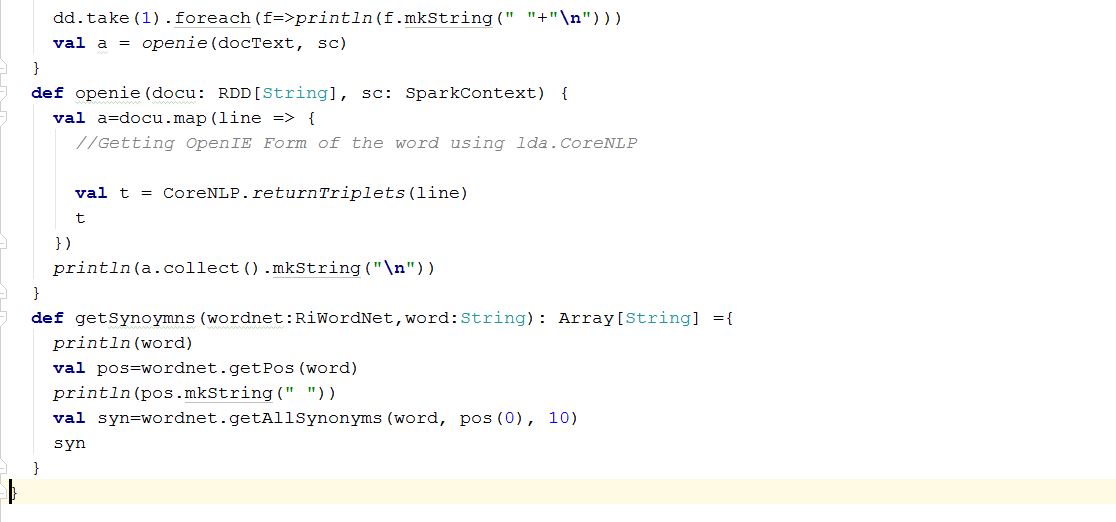 dd.take(1).foreach(f=>println(f.mkString(" "+"\n")))
val a = openie(docText, sc)
}
def openie(docu: RDD[String], sc: SparkContext) {
val a=docu.map(line => {
//Getting OpenIE Form of the word using lda.CoreNLP
val t = CoreNLP.returnTriplets(line)
t
})
println(a.collect().mkString("\n"))
}
def getSynoymns(wordnet:RiWordNet,word:String): Array[String] ={
println(word)
val pos=wordnet.getPos(word)
println(pos.mkString(" "))
val syn=wordnet.getAllSynonyms(word, pos(0), 10)
syn
}
}